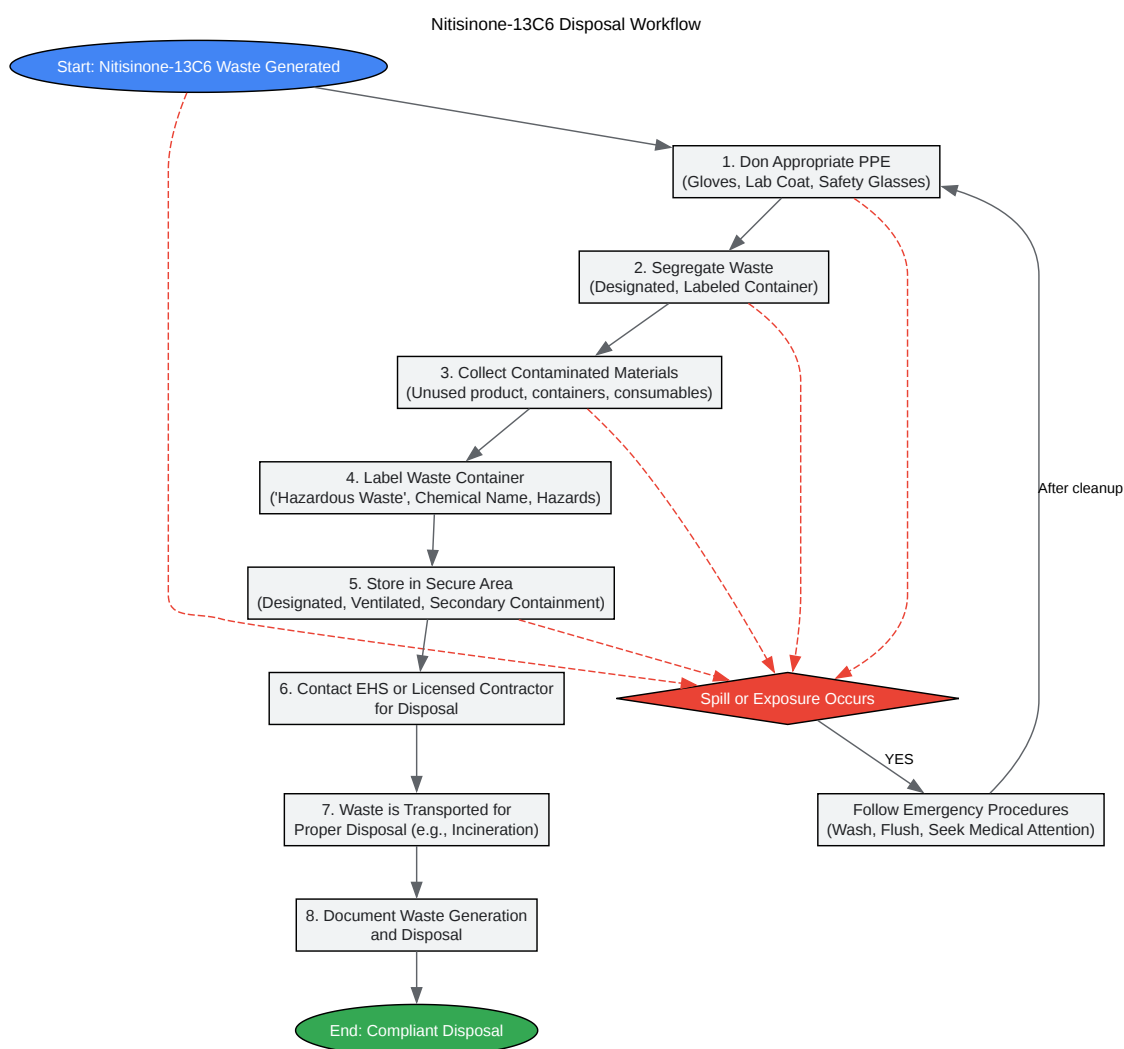 Nitisinone-13C6 Disposal Workflow
Start: Nitisinone-13C6 Waste Generated
1. Don Appropriate PPE
(Gloves, Lab Coat, Safety Glasses)
2. Segregate Waste
(Designated, Labeled Container)
3. Collect Contaminated Materials
(Unused product, containers, consumables)
4. Label Waste Container
('Hazardous Waste', Chemical Name, Hazards)
After cleanup
5. Store in Secure Area
(Designated, Ventilated, Secondary Containment)
6. Contact EHS or Licensed Contractor
for Disposal
Spill or Exposure Occurs
YES
7. Waste is Transported for
Proper Disposal (e.g., Incineration)
Follow Emergency Procedures
(Wash, Flush, Seek Medical Attention)
8. Document Waste Generation
and Disposal
End: Compliant Disposal